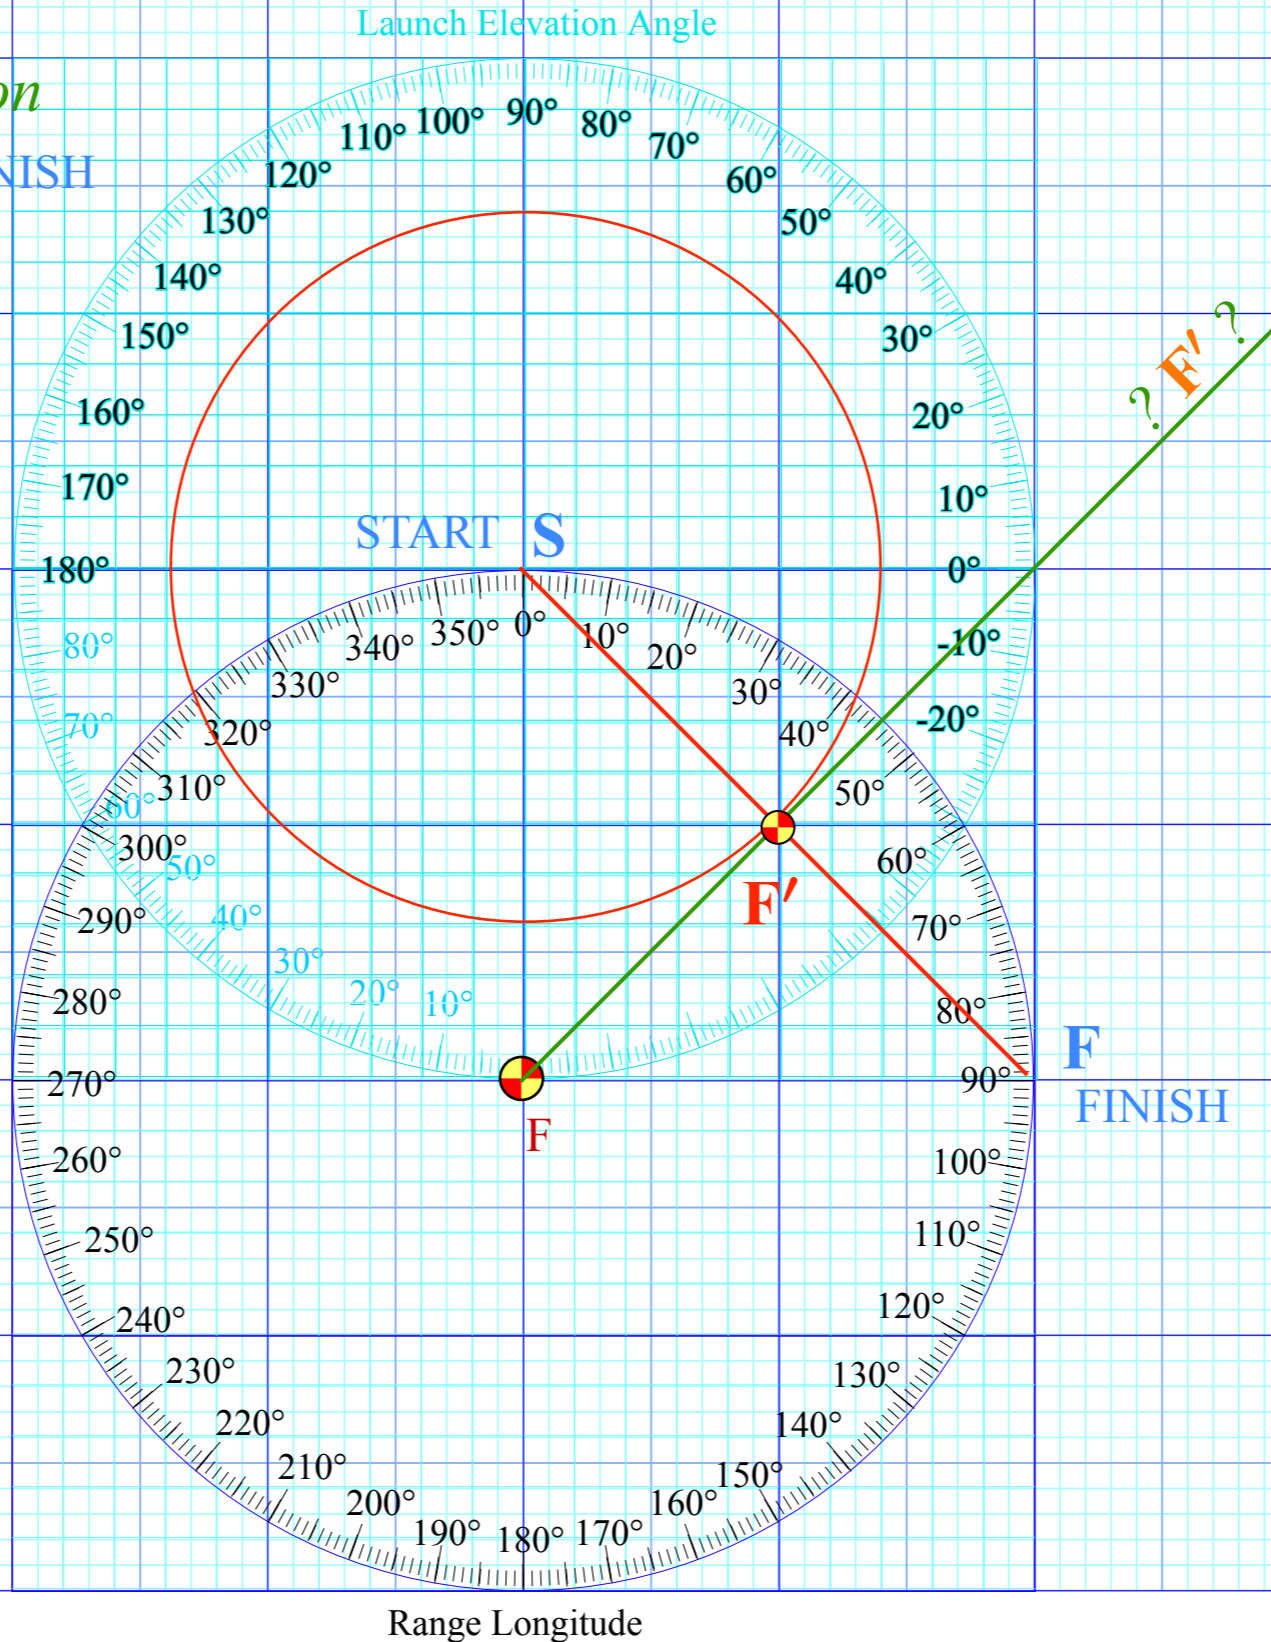 Launch Elevation Angle
on
NISH
90°
100° 80°
110° 70°
120° 60°
130° 50°
140° 40°
150° 30°
160° 20°
170° 10°
? F′ ?
START S
180° 0°
350° 0° 10°
340° 20°
80° -10°
330° 30°
70° -20°
320° 40°
310° 50°
60°
300° 60°
50°
290° 70°
40°
F′
30°
280° 80°
20° 10°
F
270° 90°
FINISH
F
260° 100°
250° 110°
240° 120°
230° 130°
220° 140°
210° 150°
200° 160°
190° 180° 170°
Range Longitude